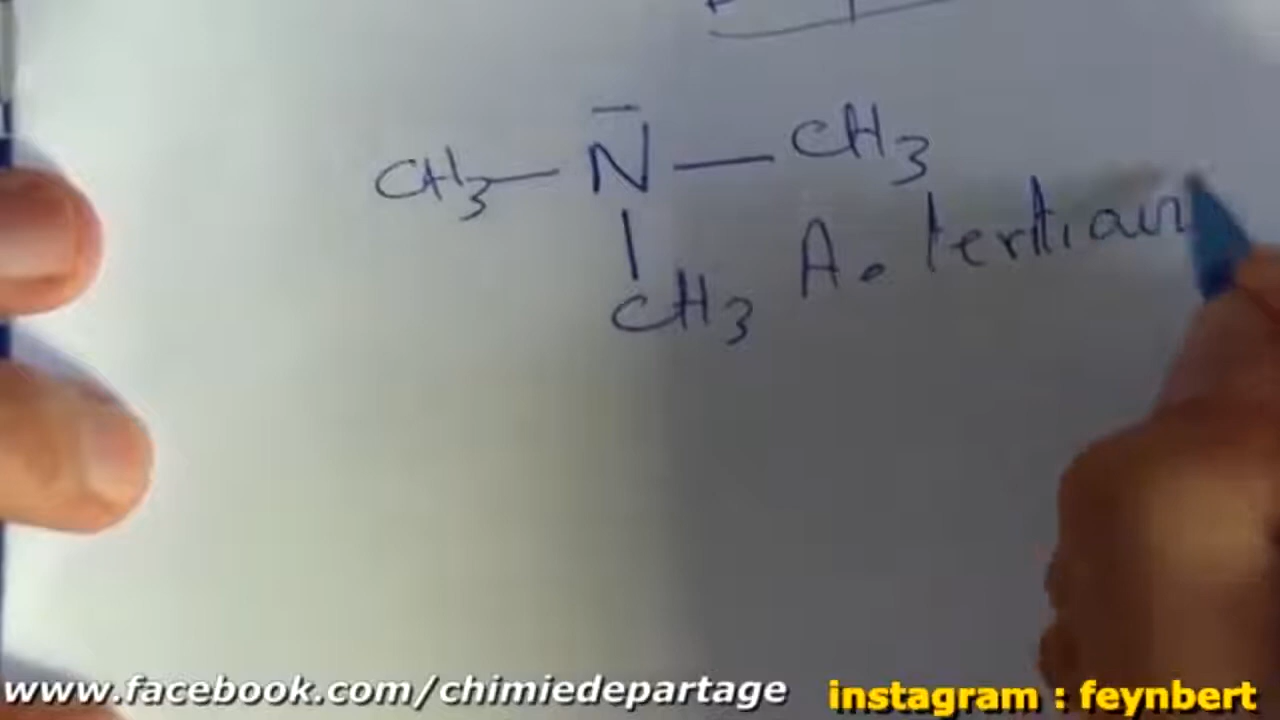 CH3 — N — CH3
CH3
A. tertiair
www.facebook.com/chimiedepartage
instagram : feynbert